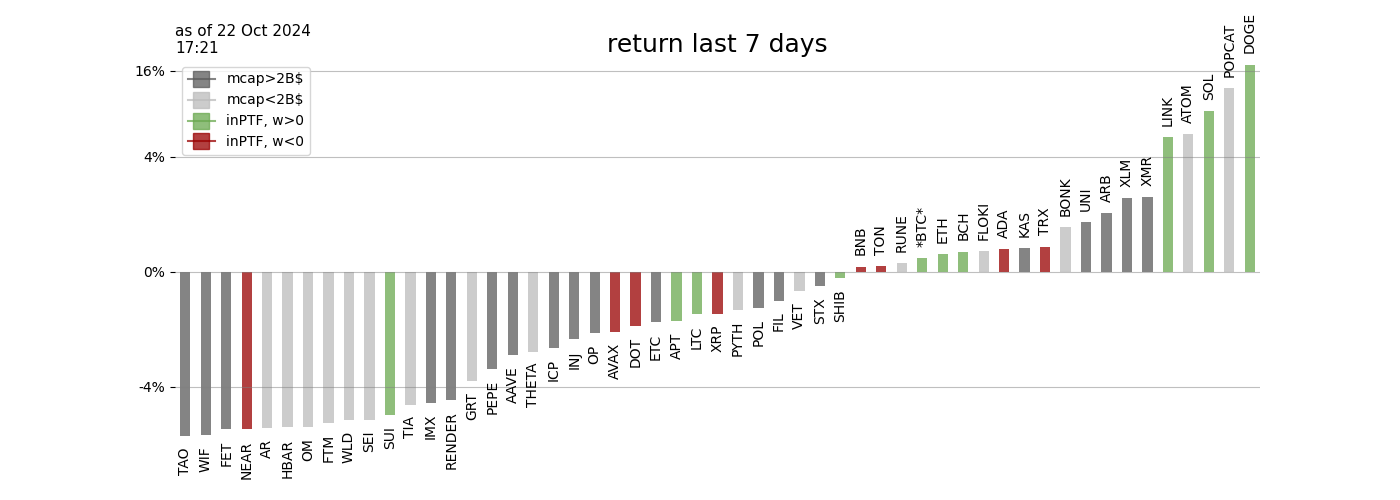 as of 22 Oct 2024
17:21
return last 7 days
mcap>2B$
mcap<2B$
inPTF, w>0
inPTF, w<0
16%
4%
0%
-4%
TAO
WIF
FET
NEAR
AR
HBAR
OM
FTM
WLD
SEI
SUI
TIA
IMX
RENDER
GRT
PEPE
AAVE
THETA
ICP
INJ
OP
AVAX
DOT
ETC
APT
LTC
XRP
PYTH
POL
FIL
VET
STX
SHIB
BNB
TON
RUNE
*BTC*
ETH
BCH
FLOKI
ADA
KAS
TRX
BONK
UNI
ARB
XLM
XMR
LINK
ATOM
SOL
POPCAT
DOGE